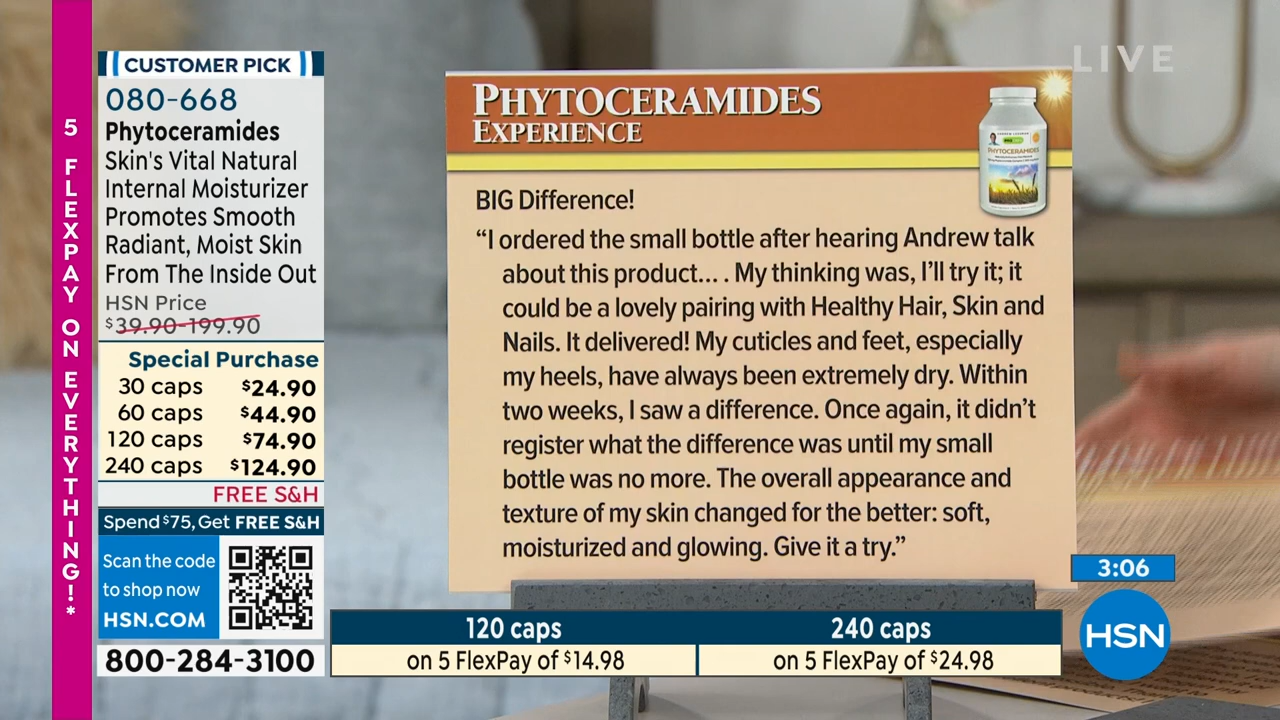 5 FLEXPAY ON EVERYTHING!*
CUSTOMER PICK
080-668
Phytoceramides
Skin's Vital Natural
Internal Moisturizer
Promotes Smooth
Radiant, Moist Skin
From The Inside Out
HSN Price
$39.90-199.90
Special Purchase
30 caps $24.90
60 caps $44.90
120 caps $74.90
240 caps $124.90
FREE S&H
Spend $75, Get FREE S&H
Scan the code
to shop now
HSN.COM
800-284-3100
LIVE
PHYTOCERAMIDES
EXPERIENCE
PHYTOCERAMIDES
BIG Difference!
“I ordered the small bottle after hearing Andrew talk
about this product... . My thinking was, I’ll try it; it
could be a lovely pairing with Healthy Hair, Skin and
Nails. It delivered! My cuticles and feet, especially
my heels, have always been extremely dry. Within
two weeks, I saw a difference. Once again, it didn’t
register what the difference was until my small
bottle was no more. The overall appearance and
texture of my skin changed for the better: soft,
moisturized and glowing. Give it a try.”
3:06
HSN
120 caps
on 5 FlexPay of $14.98
240 caps
on 5 FlexPay of $24.98